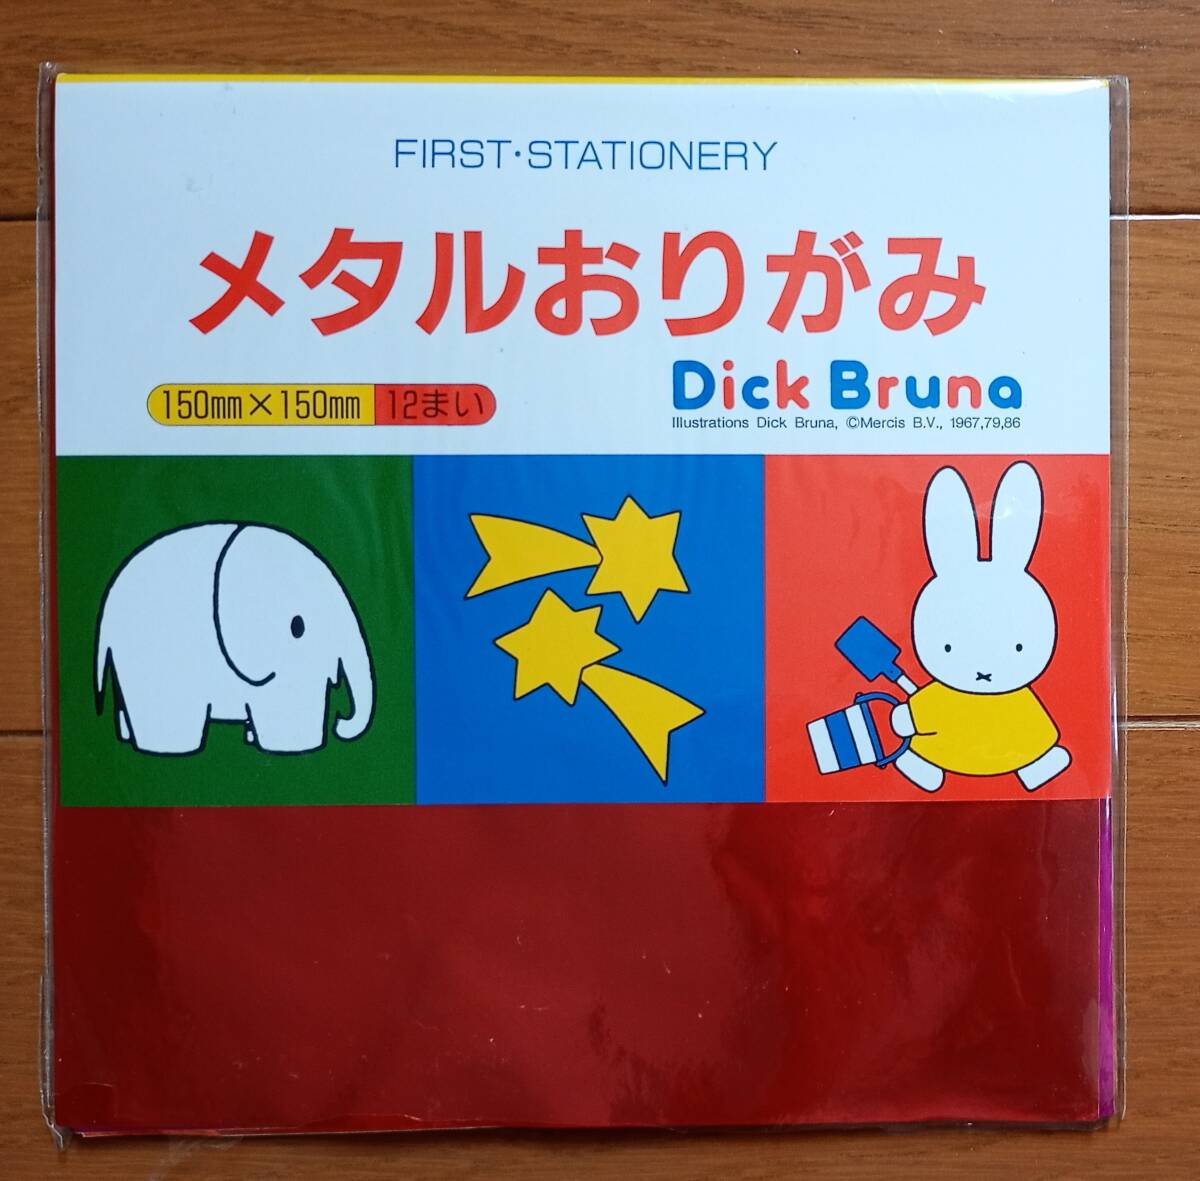 FIRST・STATIONERY
メタルおりがみ
Dick Bruna
150mm×150mm 12まい
Illustrations Dick Bruna, ©Mercis B.V., 1967,79,86